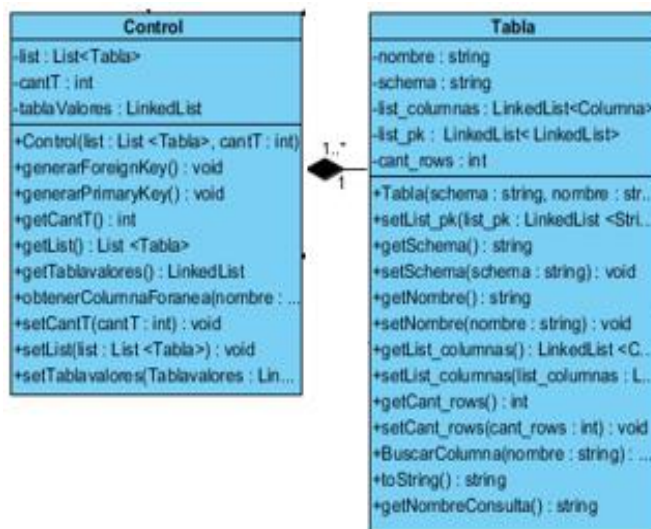 Control
-list : List<Tabla>
-cantT : int
-tablaValores : LinkedList
+Control(list : List <Tabla>, cantT : int)
+generarForeignKey() : void
+generarPrimaryKey() : void
+getCantT() : int
+getList() : List <Tabla>
+getTablavalores() : LinkedList
+obtenerColumnaForanea(nombre : ...
+setCantT(cantT : int) : void
+setList(list : List <Tabla>) : void
+setTablavalores(Tablavalores : Lin...
1..*
1
Tabla
-nombre : string
-schema : string
-list_columnas : LinkedList<Columna>
-list_pk : LinkedList< LinkedList>
-cant_rows : int
+Tabla(schema : string, nombre : str...
+setList_pk(list_pk : LinkedList <Stri...
+getSchema() : string
+setSchema(schema : string) : void
+getNombre() : string
+setNombre(nombre : string) : void
+getList_columnas() : LinkedList <C...
+setList_columnas(list_columnas : L...
+getCant_rows() : int
+setCant_rows(cant_rows : int) : void
+BuscarColumna(nombre : string) : ...
+toString() : string
+getNombreConsulta() : string